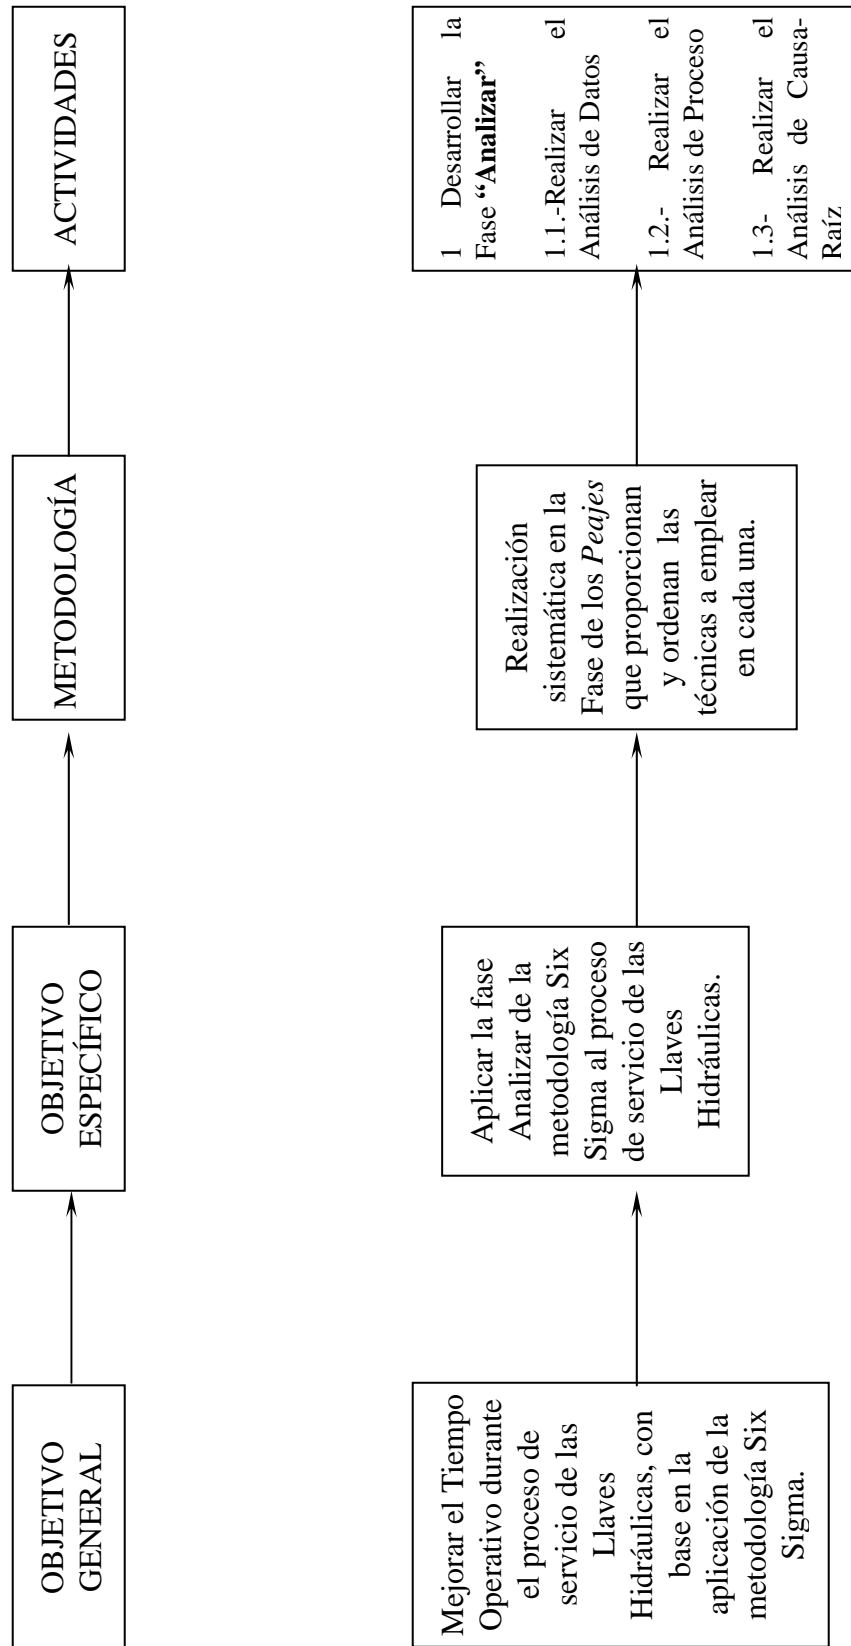 OBJETIVO
GENERAL
OBJETIVO
ESPECÍFICO
METODOLOGÍA
ACTIVIDADES
Mejorar el Tiempo
Operativo durante
el proceso de
servicio de las
Llaves
Hidráulicas, con
base en la
aplicación de la
metodología Six
Sigma.
Aplicar la fase
Analizar de la
metodología Six
Sigma al proceso
de servicio de las
Llaves
Hidráulicas.
Realización
sistemática en la
Fase de los Peajes
que proporcionan
y ordenan las
técnicas a emplear
en cada una.
1 Desarrollar la
Fase “Analizar”
1.1.-Realizar el
Análisis de Datos
1.2.- Realizar el
Análisis de Proceso
1.3- Realizar el
Análisis de Causa-
Raíz